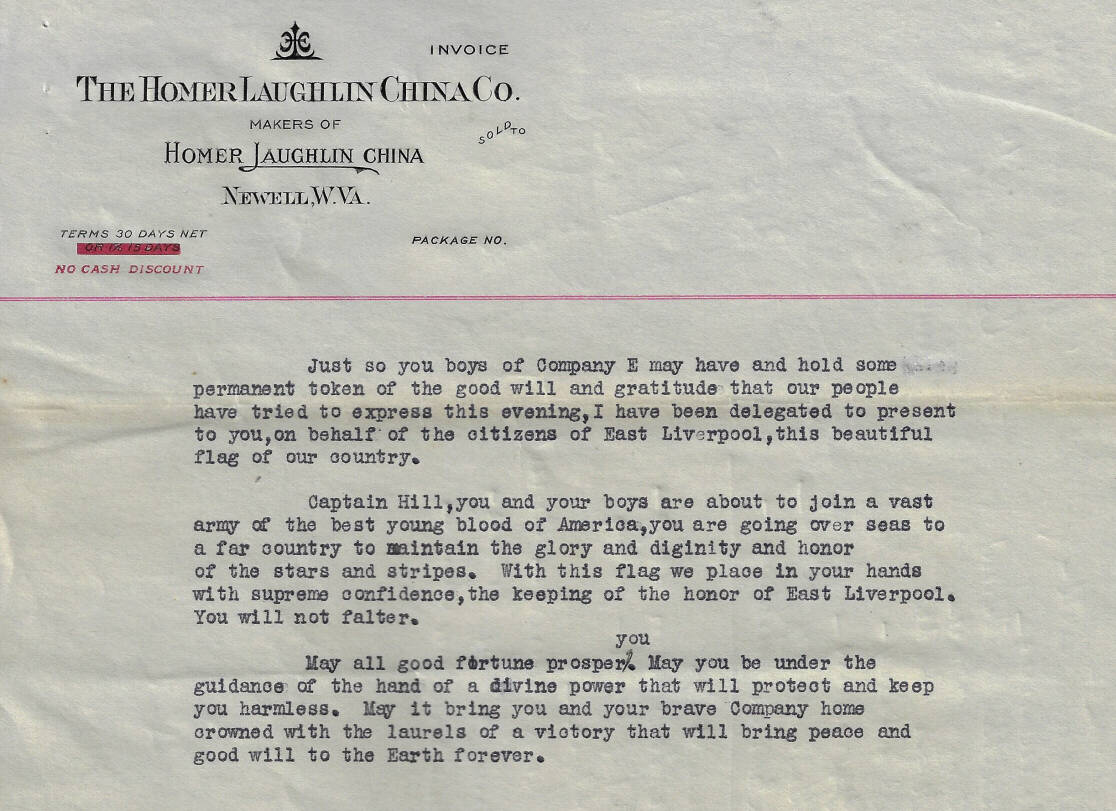 INVOICE
THE HOMER LAUGHLIN CHINA CO.
MAKERS OF
SOLD TO
HOMER LAUGHLIN CHINA
NEWELL, W.VA.
TERMS 30 DAYS NET
OR 1% 15 DAYS
PACKAGE NO.
NO CASH DISCOUNT
Just so you boys of Company E may have and hold some
permanent token of the good will and gratitude that our people
have tried to express this evening,I have been delegated to present
to you,on behalf of the citizens of East Liverpool,this beautiful
flag of our country.
Captain Hill,you and your boys are about to join a vast
army of the best young blood of America,you are going over seas to
a far country to maintain the glory and diginity and honor
of the stars and stripes. With this flag we place in your hands
with supreme confidence,the keeping of the honor of East Liverpool.
You will not falter.
you
May all good fortune prosper. May you be under the
guidance of the hand of a divine power that will protect and keep
you harmless. May it bring you and your brave Company home
crowned with the laurels of a victory that will bring peace and
good will to the Earth forever.